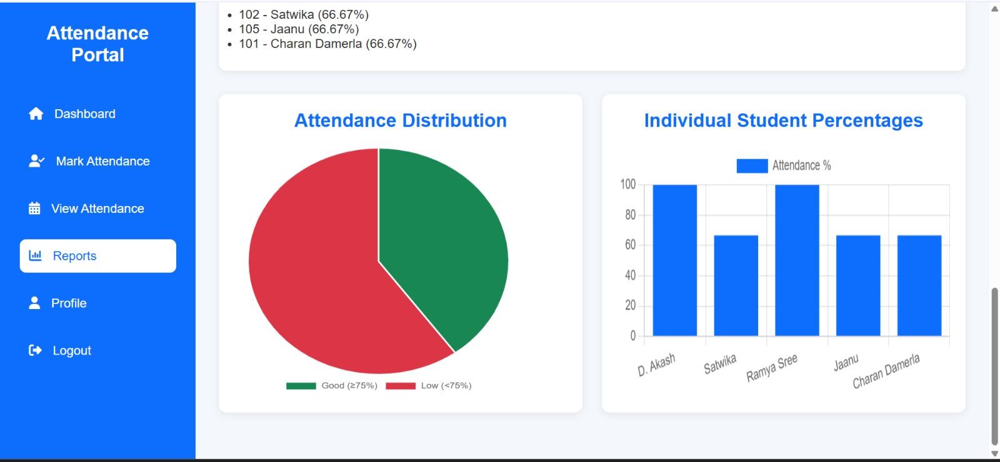 Attendance
Portal
Dashboard
Mark Attendance
View Attendance
Reports
Profile
Logout
• 102 - Satwika (66.67%)
• 105 - Jaanu (66.67%)
• 101 - Charan Damerla (66.67%)
Attendance Distribution
Good (≥75%) Low (<75%)
Individual Student Percentages
Attendance %
100
80
60
40
20
0
D. Akash Satwika Ramya Sree Jaanu Charan Damerla